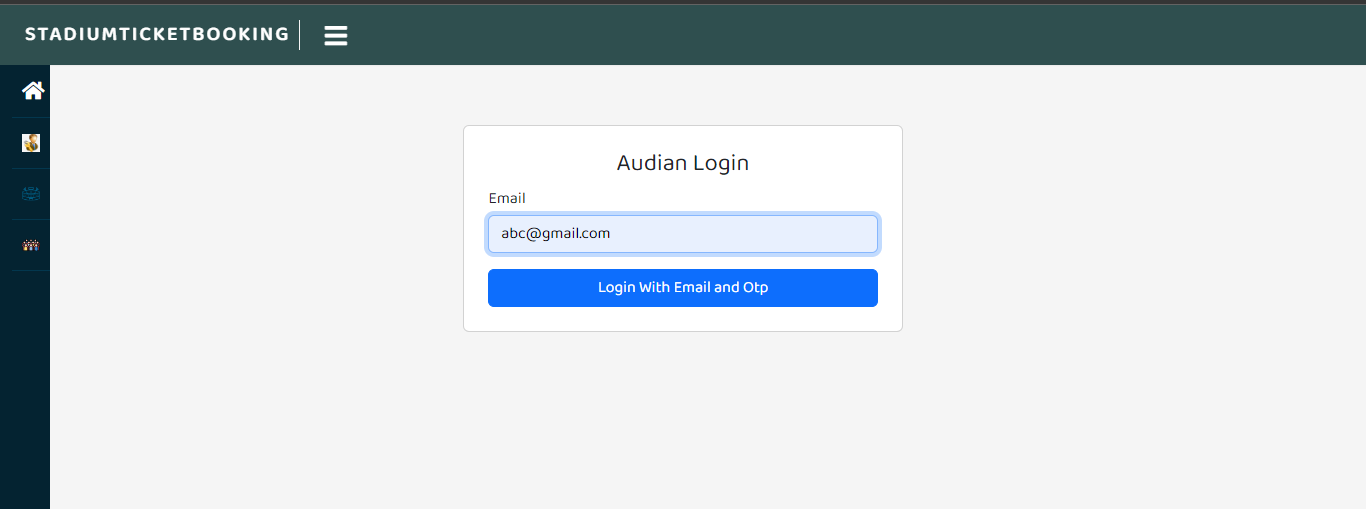 STADIUMTICKETBOOKING
Audian Login
Email
abc@gmail.com
Login With Email and Otp